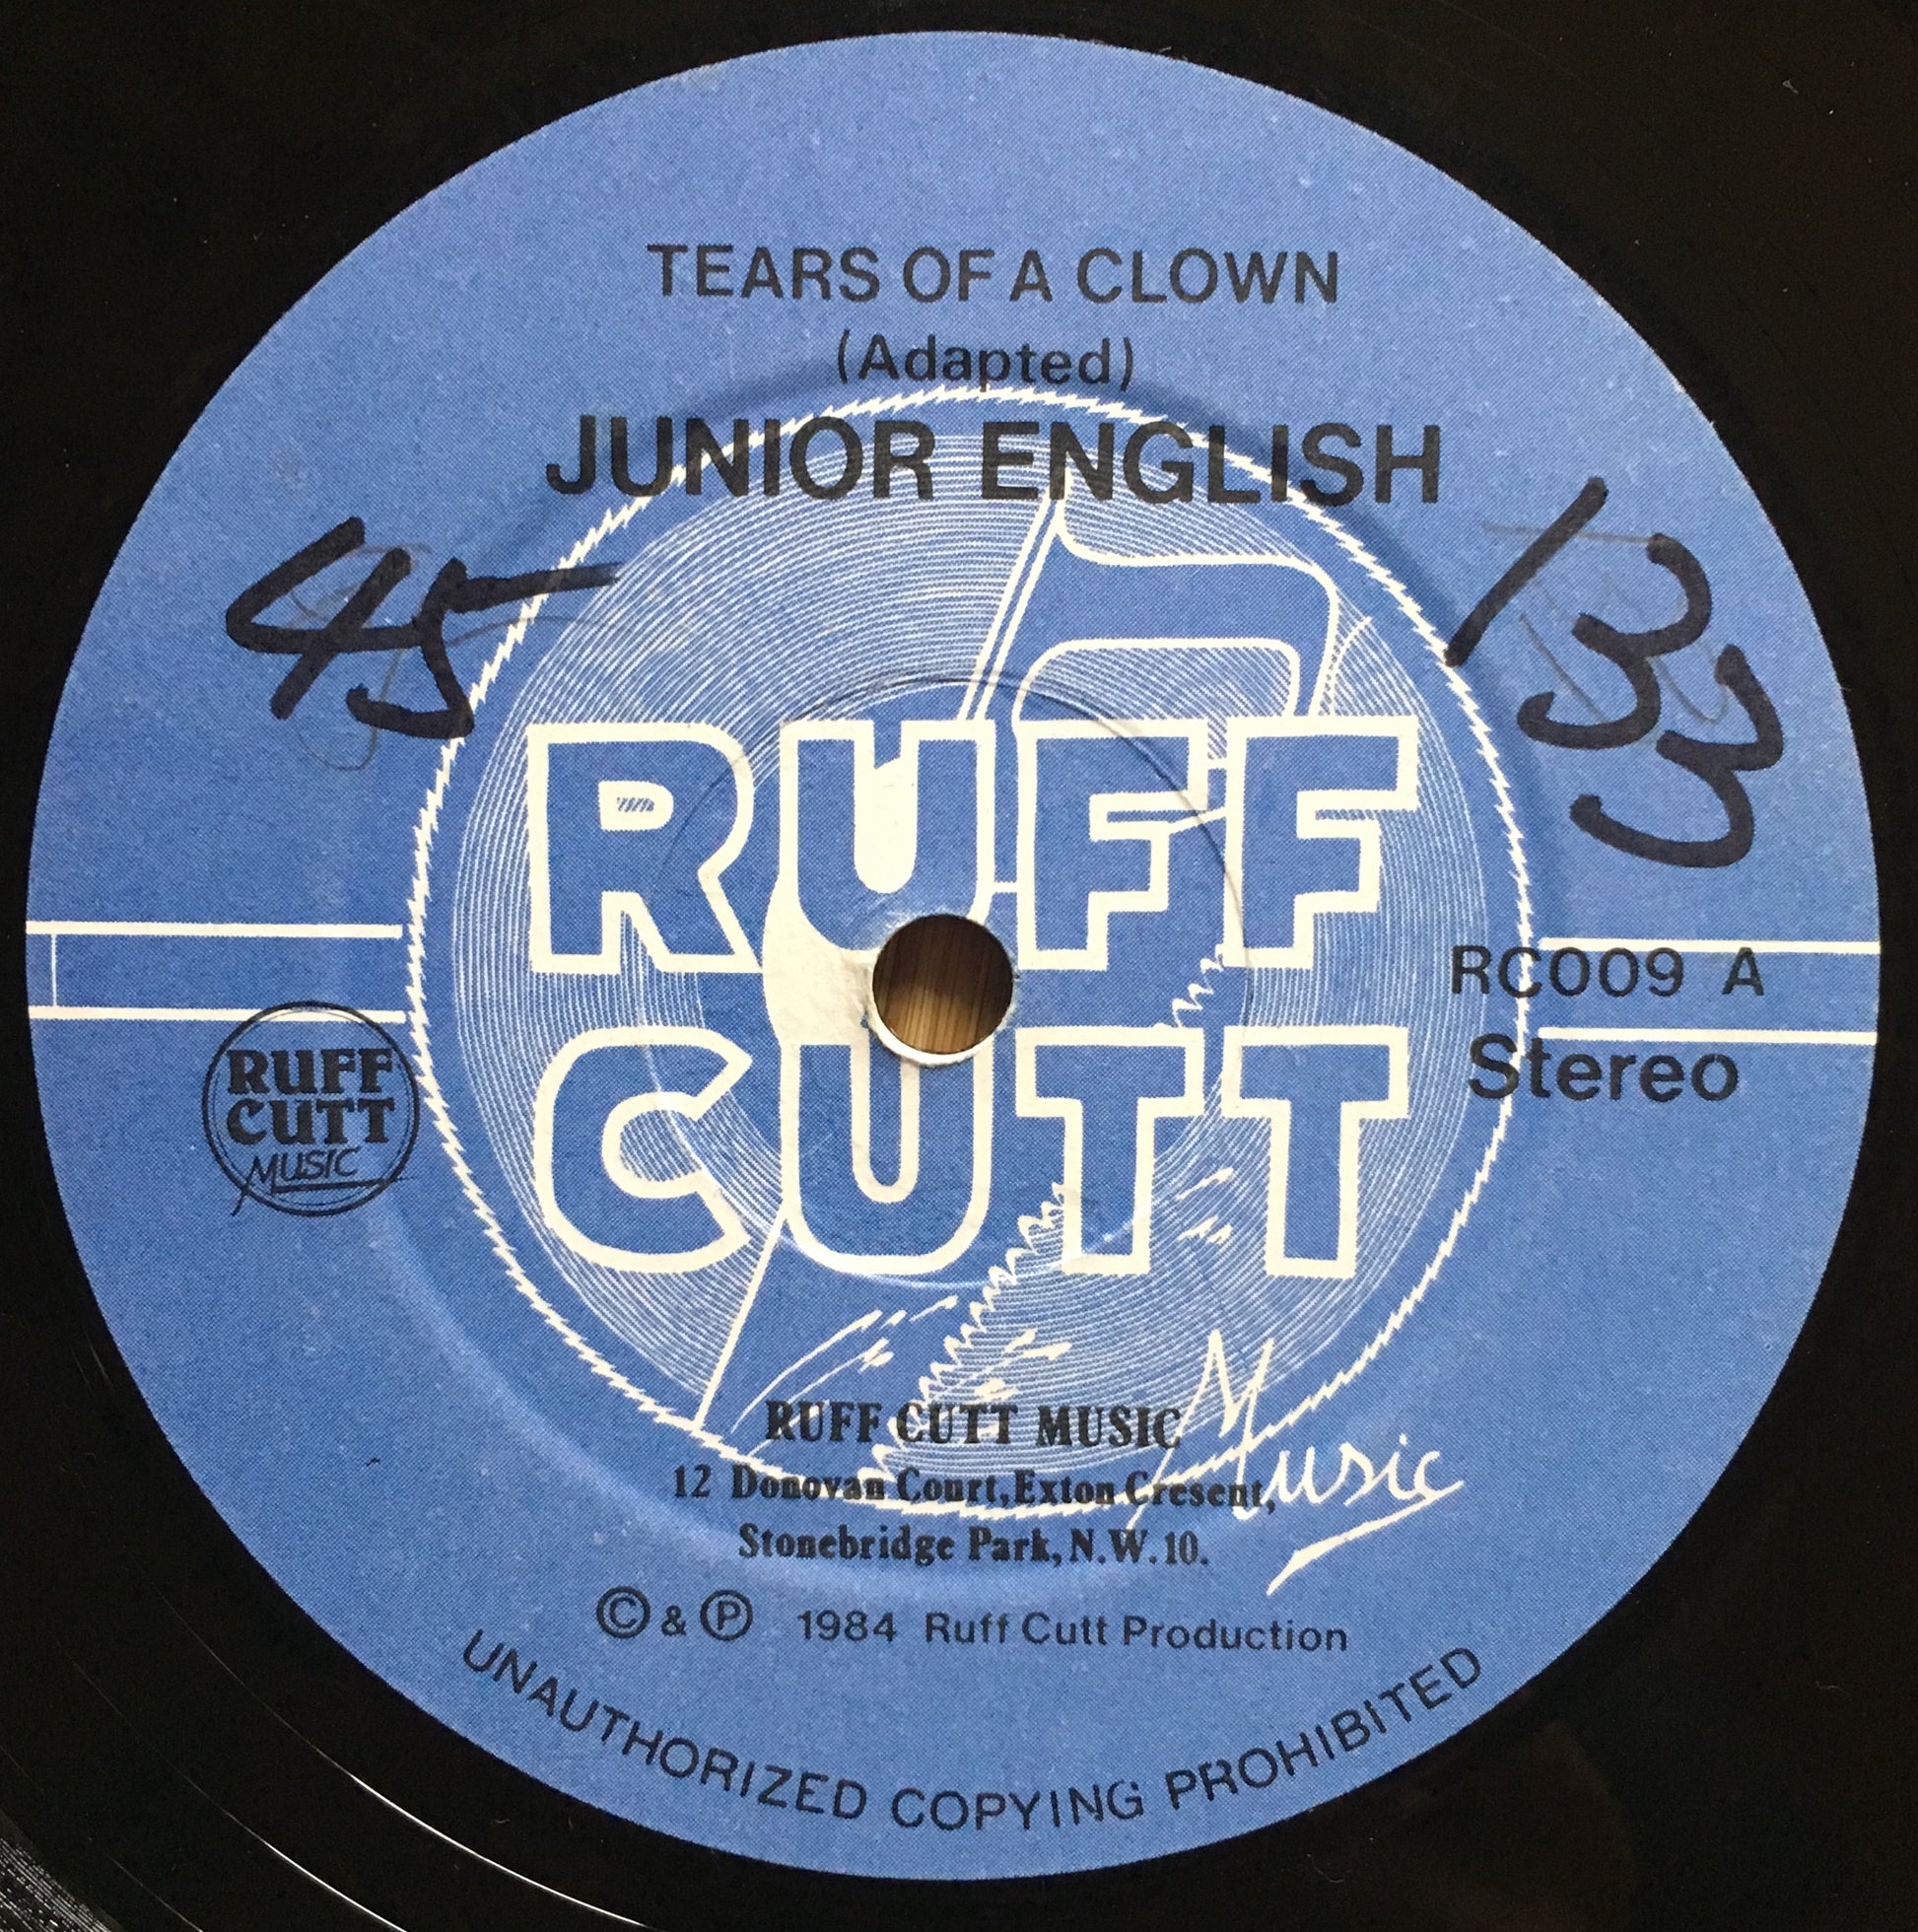 TEARS OF A CLOWN
(Adapted)
JUNIOR ENGLISH
45
133
RUFF
CUTT
Music
RC009 A
Stereo
RUFF
CUTT
MUSIC
RUFF CUTT MUSIC
12 Donovan Court, Exton Cresent,
Stonebridge Park, N.W.10.
© & ℗ 1984 Ruff Cutt Production
UNAUTHORIZED COPYING PROHIBITED